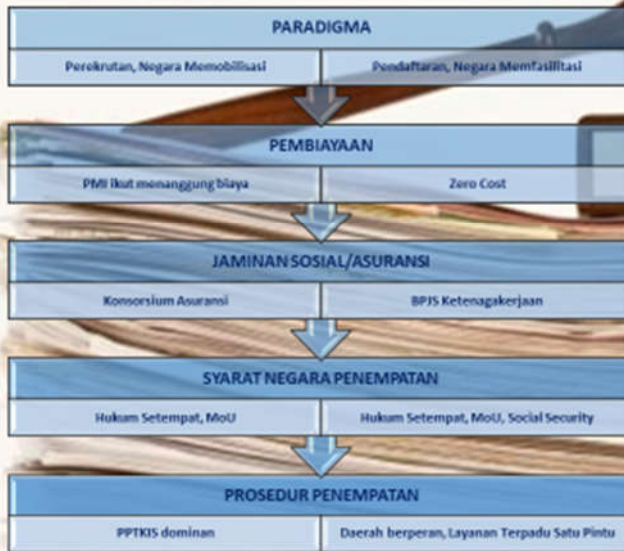 PARADIGMA
Perekrutan, Negara Memobilisasi
Pendaftaran, Negara Memfasilitasi
PEMBIAYAAN
PMI ikut menanggung biaya
Zero Cost
JAMINAN SOSIAL/ASURANSI
Konsorsium Asuransi
BPJS Ketenagakerjaan
SYARAT NEGARA PENEMPATAN
Hukum Setempat, MoU
Hukum Setempat, MoU, Social Security
PROSEDUR PENEMPATAN
PPTKIS dominan
Daerah berperan, Layanan Terpadu Satu Pintu